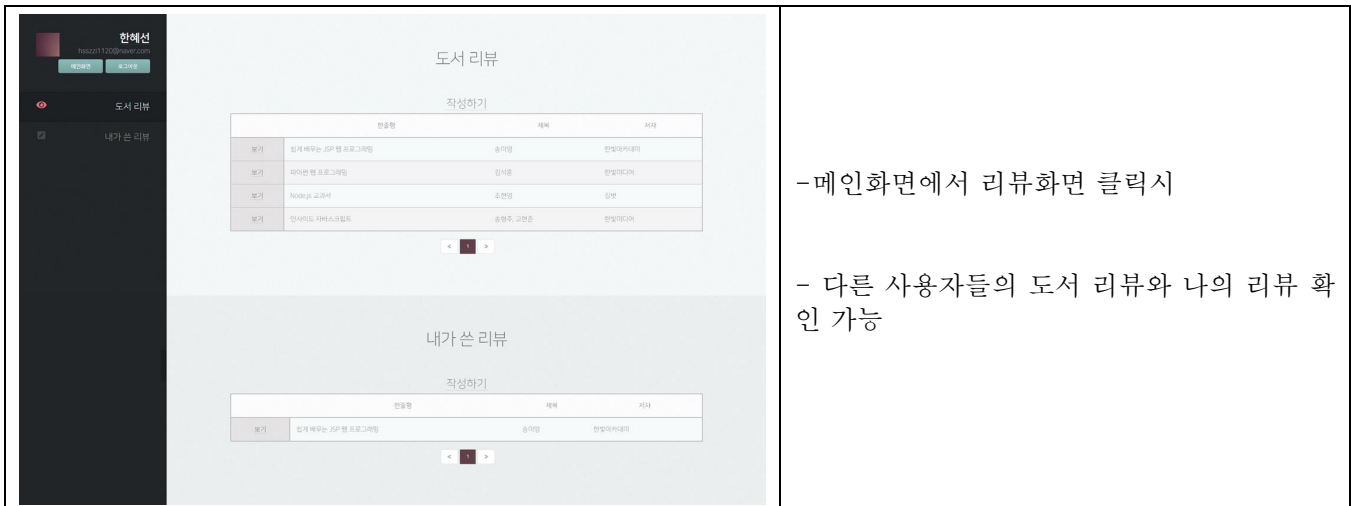 한혜선
hsszzi1120@naver.com
메인화면 로그아웃
도서 리뷰
내가 쓴 리뷰
도서 리뷰
작성하기
한줄평 제목 저자
보기 쉽게 배우는 JSP 웹 프로그래밍 송미영 한빛아카데미
보기 파이썬 웹 프로그래밍 김석훈 한빛미디어
보기 Node.js 교과서 조현영 길벗
보기 인사이드 자바스크립트 송형주, 고현준 한빛미디어
< 1 >
내가 쓴 리뷰
작성하기
한줄평 제목 저자
보기 쉽게 배우는 JSP 웹 프로그래밍 송미영 한빛아카데미
< 1 >
-메인화면에서 리뷰화면 클릭시
- 다른 사용자들의 도서 리뷰와 나의 리뷰 확
인 가능